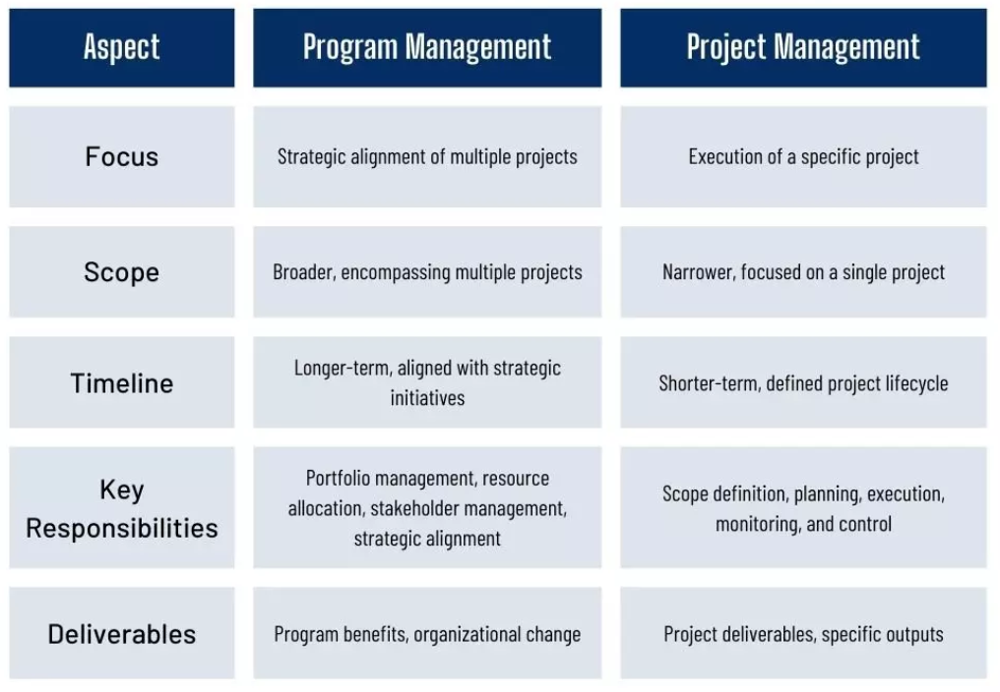 Aspect
Program Management
Project Management
Focus
Strategic alignment of multiple projects
Execution of a specific project
Scope
Broader, encompassing multiple projects
Narrower, focused on a single project
Timeline
Longer-term, aligned with strategic
initiatives
Shorter-term, defined project lifecycle
Key
Responsibilities
Portfolio management, resource
allocation, stakeholder management,
strategic alignment
Scope definition, planning, execution,
monitoring, and control
Deliverables
Program benefits, organizational change
Project deliverables, specific outputs